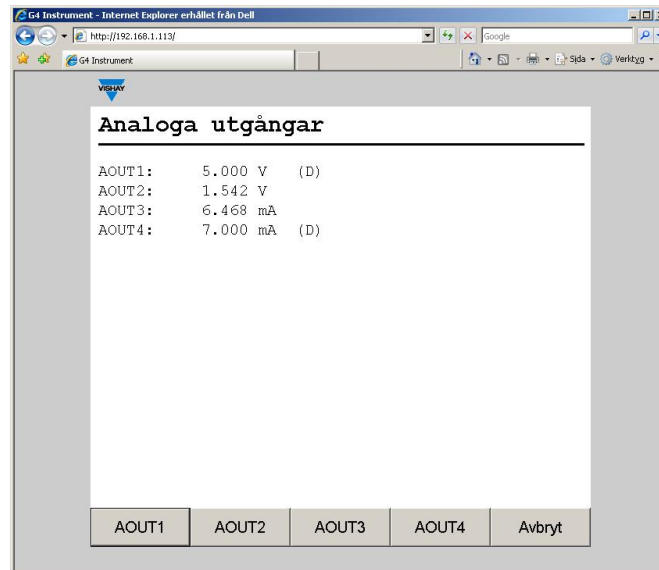 G4 Instrument - Internet Explorer erhållet från Dell
http://192.168.1.113/
Google
G4 Instrument
Sida
Verktyg
VISHAY
Analoga utgångar
AOUT1: 5.000 V (D)
AOUT2: 1.542 V
AOUT3: 6.468 mA
AOUT4: 7.000 mA (D)
AOUT1 AOUT2 AOUT3 AOUT4 Avbryt